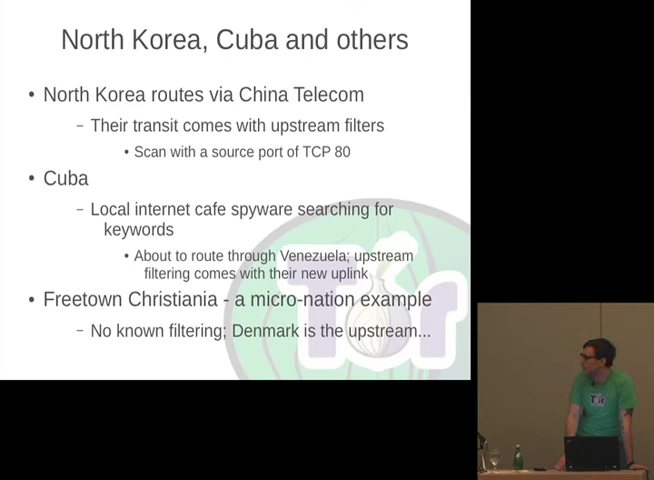 North Korea, Cuba and others
• North Korea routes via China Telecom
– Their transit comes with upstream filters
• Scan with a source port of TCP 80
• Cuba
– Local internet cafe spyware searching for
keywords
• About to route through Venezuela; upstream
filtering comes with their new uplink
• Freetown Christiania - a micro-nation example
– No known filtering; Denmark is the upstream...
Tor
Tor